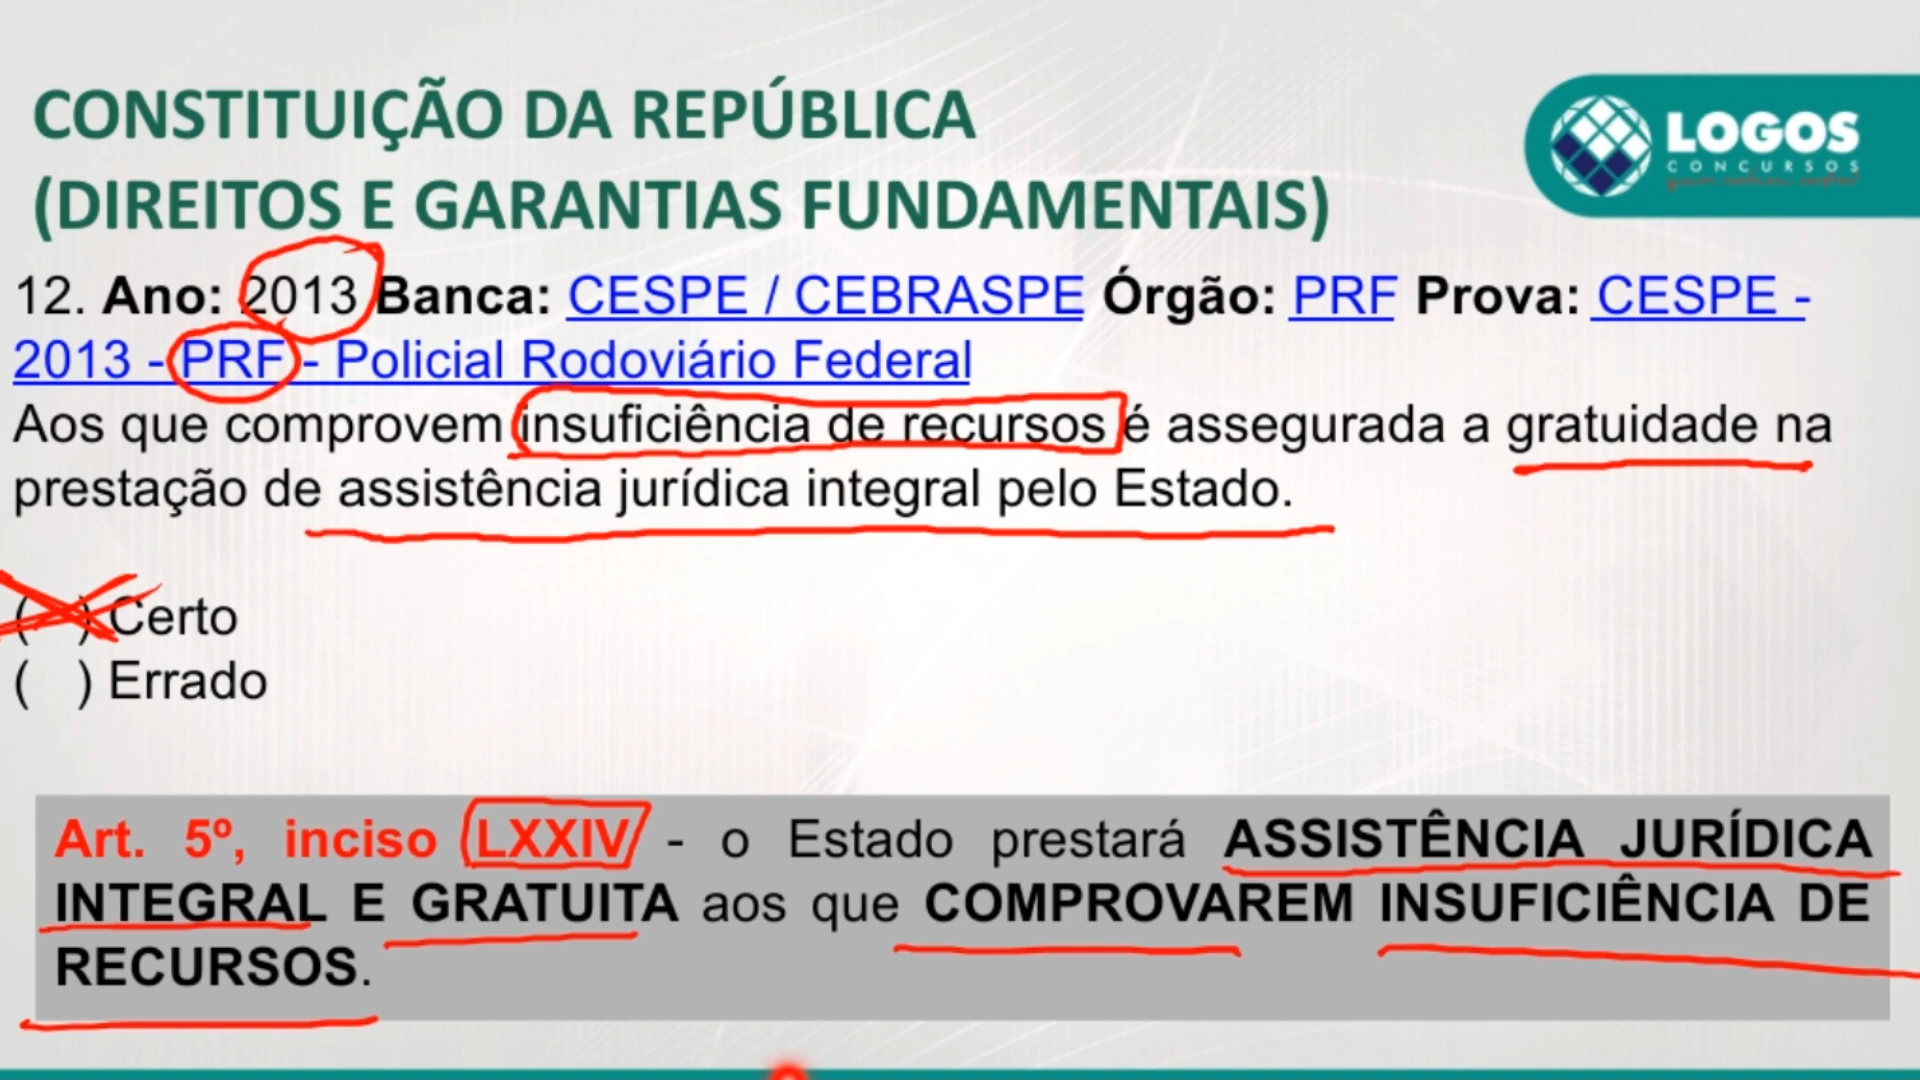 CONSTITUIÇÃO DA REPÚBLICA
(DIREITOS E GARANTIAS FUNDAMENTAIS)
LOGOS
CONCURSOS
12. Ano: 2013 Banca: CESPE / CEBRASPE Órgão: PRF Prova: CESPE -
2013 - PRF - Policial Rodoviário Federal
Aos que comprovem insuficiência de recursos é assegurada a gratuidade na
prestação de assistência jurídica integral pelo Estado.
( ) Certo
( ) Errado
Art. 5º, inciso LXXIV - o Estado prestará ASSISTÊNCIA JURÍDICA
INTEGRAL E GRATUITA aos que COMPROVAREM INSUFICIÊNCIA DE
RECURSOS.